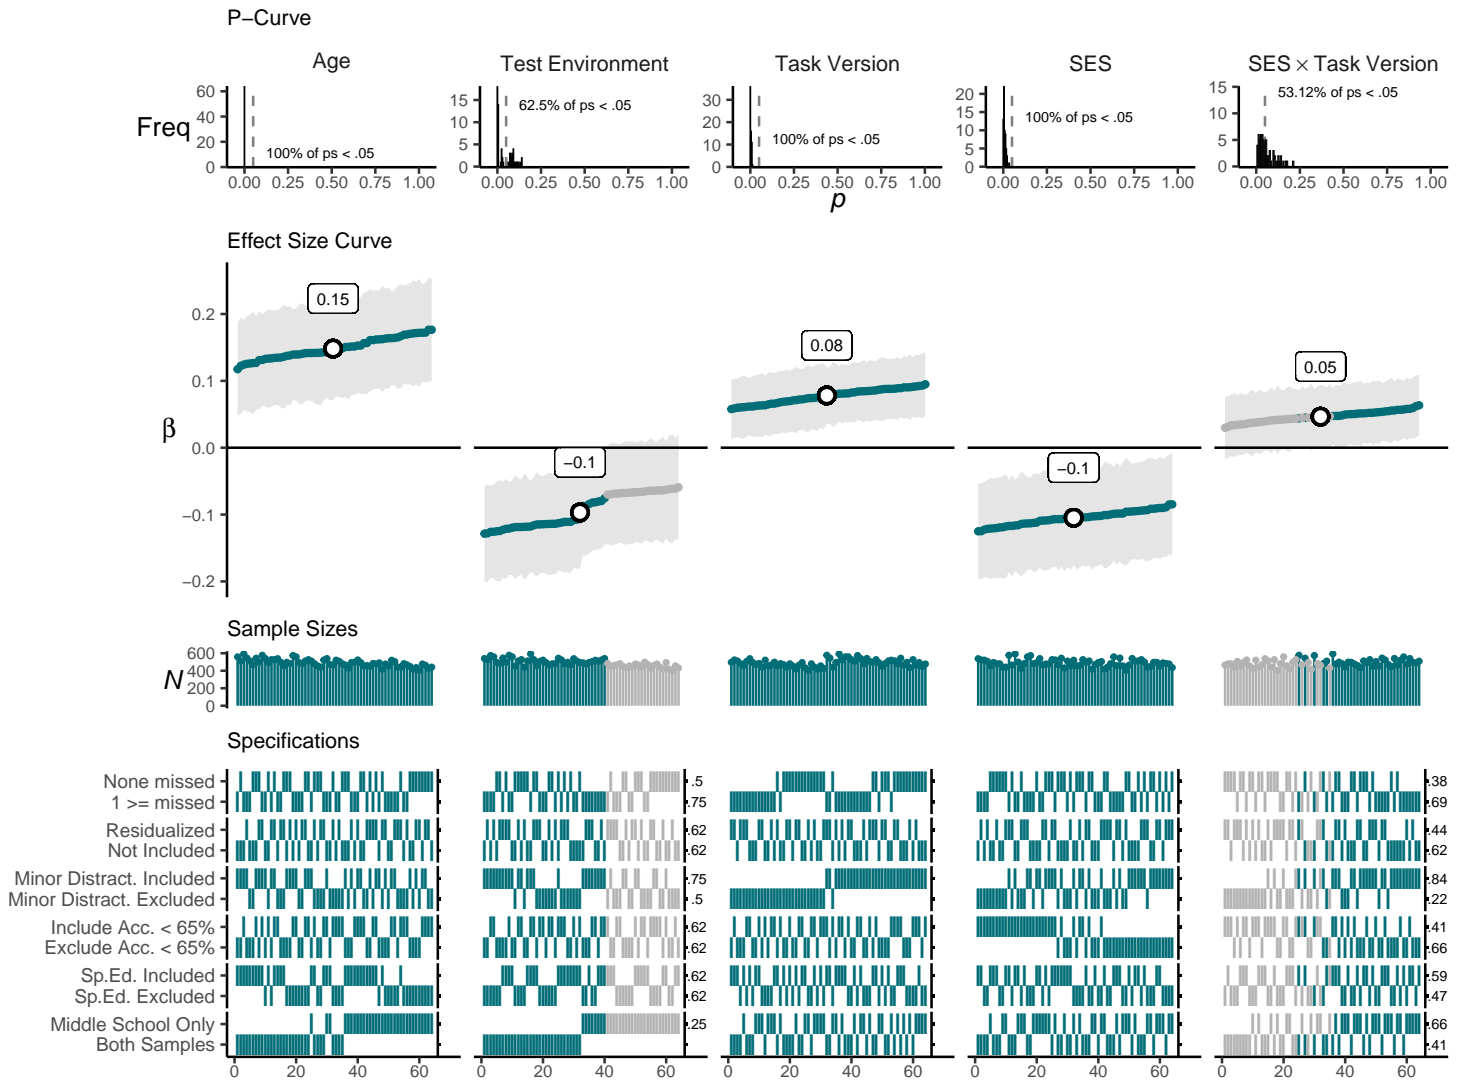 P−Curve
Age
Test Environment
Task Version
SES
SES × Task Version
Freq
60
40
20
0
15
10
5
0
30
20
10
0
20
15
10
5
0
15
10
5
0
100% of ps < .05
62.5% of ps < .05
100% of ps < .05
100% of ps < .05
53.12% of ps < .05
0.00 0.25 0.50 0.75 1.00
0.00 0.25 0.50 0.75 1.00
0.00 0.25 0.50 0.75 1.00
0.00 0.25 0.50 0.75 1.00
0.00 0.25 0.50 0.75 1.00
p
Effect Size Curve
β
0.2
0.1
0.0
−0.1
−0.2
0.15
−0.1
0.08
−0.1
0.05
Sample Sizes
N
600
400
200
0
Specifications
None missed
1 >= missed
Residualized
Not Included
Minor Distract. Included
Minor Distract. Excluded
Include Acc. < 65%
Exclude Acc. < 65%
Sp.Ed. Included
Sp.Ed. Excluded
Middle School Only
Both Samples
.5
.75
.62
.62
.75
.5
.62
.62
.62
.62
.25
.38
.69
.44
.62
.84
.22
.41
.66
.59
.47
.66
.41
0 20 40 60
0 20 40 60
0 20 40 60
0 20 40 60
0 20 40 60